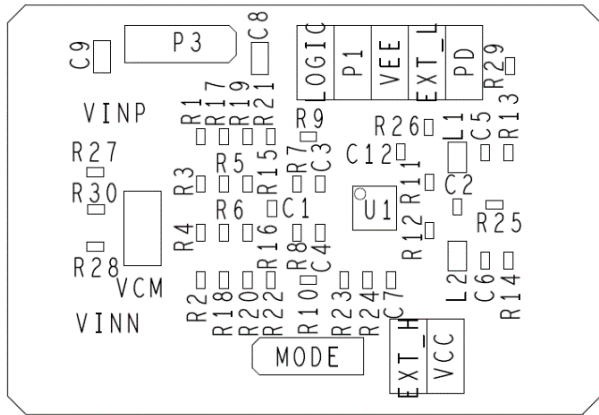 C9
P3
C8
LOGIC
P1
VEE
EXT_L
PD
R29
VINP
R1
R17
R19
R21
R9
R26
L1
C5
R13
R27
R3
R5
R15
R7
C3
C12
R11
C2
R30
R4
R6
C1
U1
R25
R28
VCM
R16
R8
C4
R12
VINN
R2
R18
R20
R22
R10
R23
R24
C7
L2
C6
R14
MODE
EXT_H
VCC